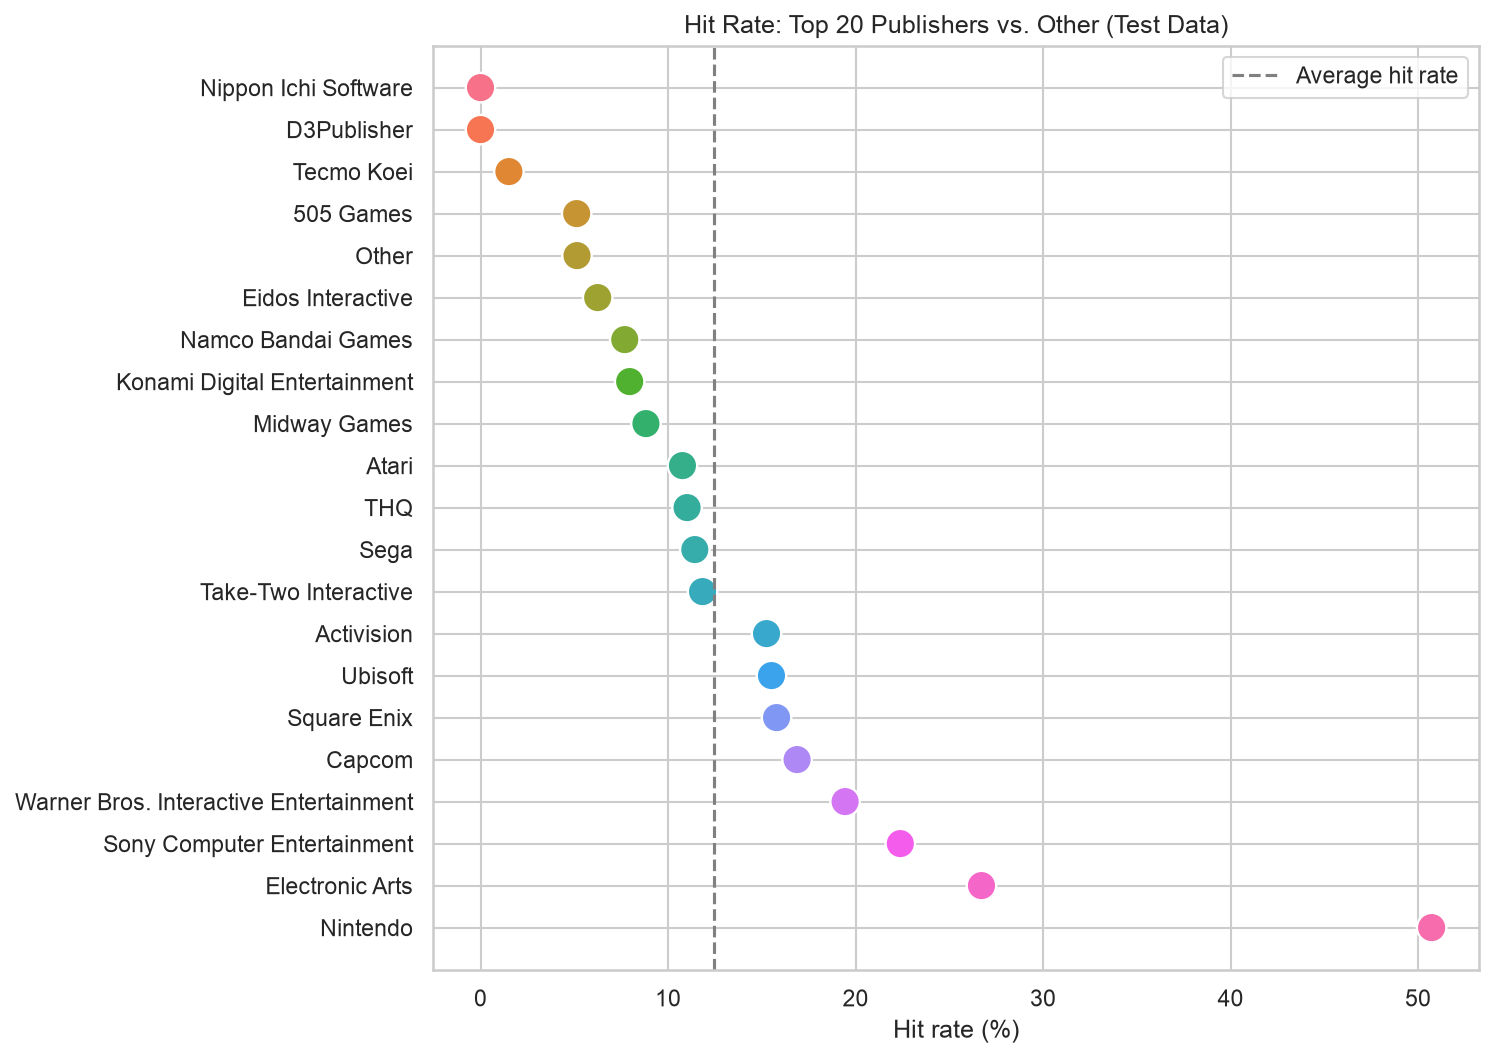 Hit Rate: Top 20 Publishers vs. Other (Test Data)
Average hit rate
Nippon Ichi Software
D3Publisher
Tecmo Koei
505 Games
Other
Eidos Interactive
Namco Bandai Games
Konami Digital Entertainment
Midway Games
Atari
THQ
Sega
Take-Two Interactive
Activision
Ubisoft
Square Enix
Capcom
Warner Bros. Interactive Entertainment
Sony Computer Entertainment
Electronic Arts
Nintendo
0 10 20 30 40 50
Hit rate (%)